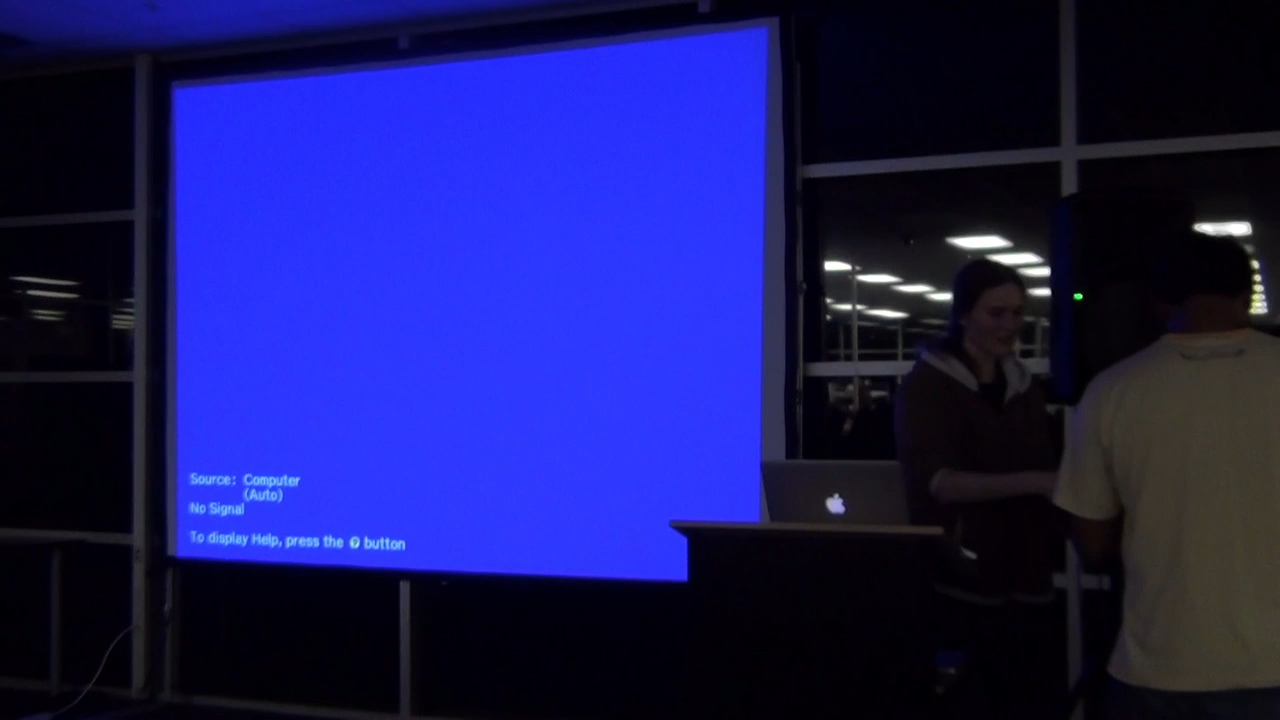 Source: Computer
(Auto)
No Signal
To display Help, press the ? button